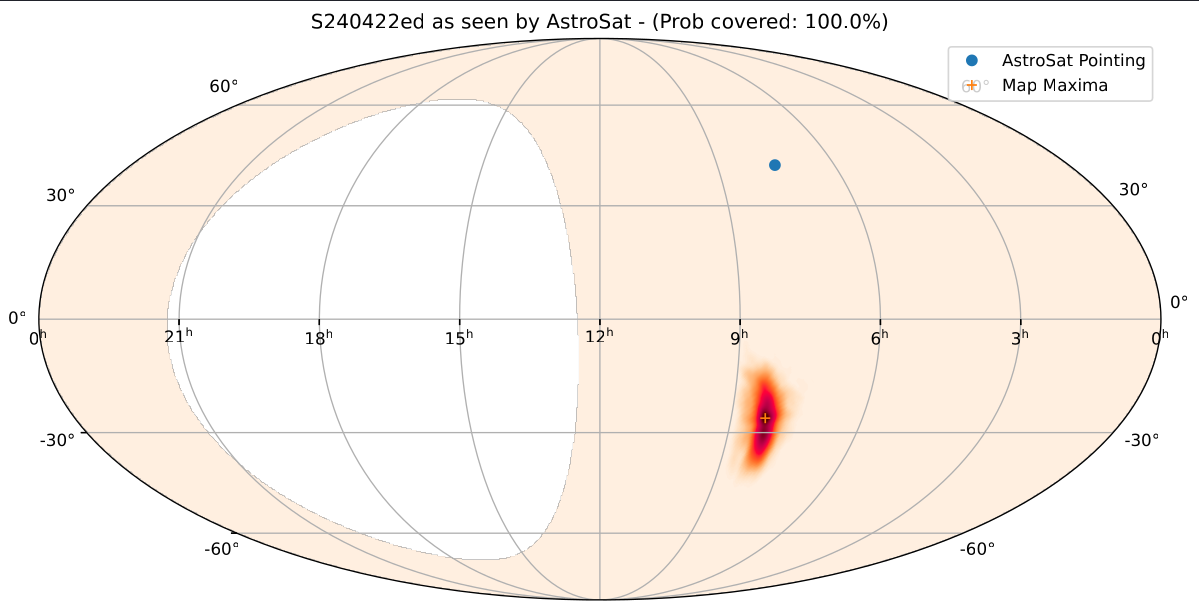 S240422ed as seen by AstroSat - (Prob covered: 100.0%)
AstroSat Pointing
60°
Map Maxima
60°
30°
30°
0°
0°
0h
21h
18h
15h
12h
9h
6h
3h
0h
-30°
-30°
-60°
-60°